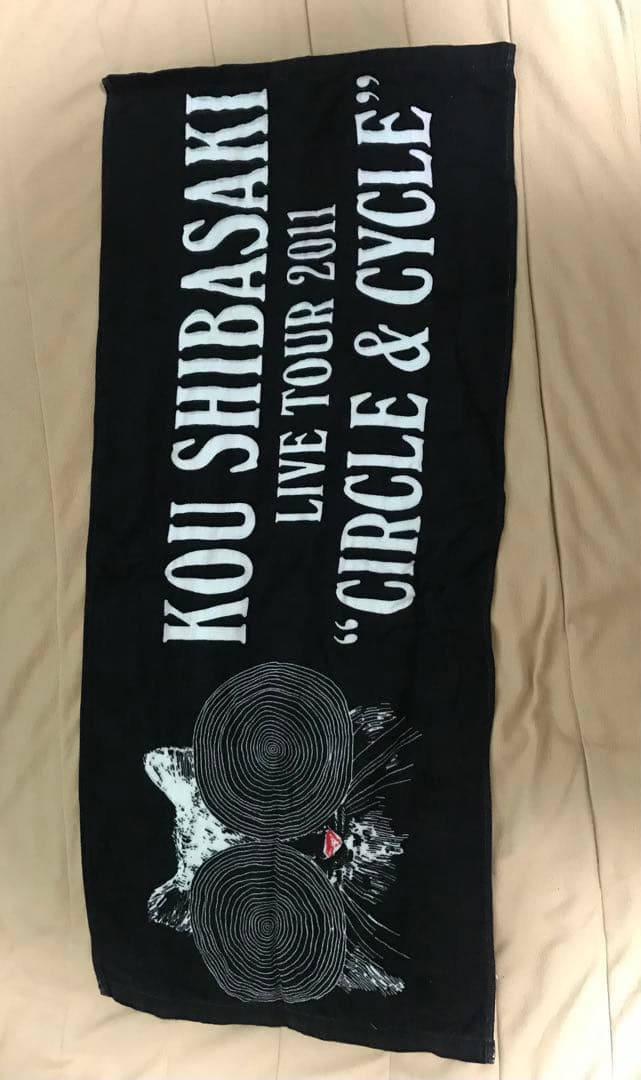 KOU SHIBASAKI
LIVE TOUR 2011
“CIRCLE & CYCLE”